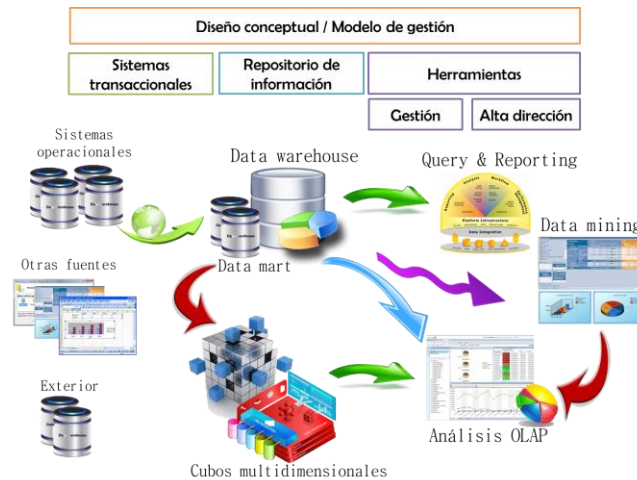 Diseño conceptual / Modelo de gestión
Sistemas
transaccionales
Repositorio de
información
Herramientas
Gestión
Alta dirección
Sistemas
operacionales
Data warehouse
Query & Reporting
Data mining
Data mart
Otras fuentes
Exterior
Cubos multidimensionales
Análisis OLAP